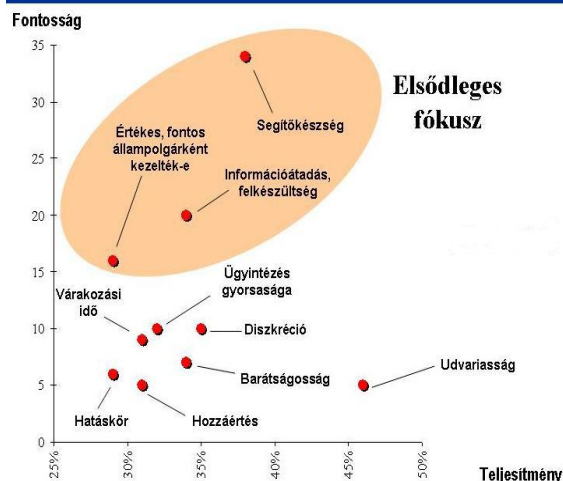 Fontosság
35
30
25
20
15
10
5
0
Elsődleges
fókusz
Segítőkészség
Értékes, fontos
állampolgárként
kezelték-e
Információátadás,
felkészültség
Ügyintézés
gyorsasága
Várakozási
idő
Diszkréció
Barátságosság
Udvariasság
Hatáskör
Hozzáértés
25%
30%
35%
40%
45%
50%
Teljesítmény